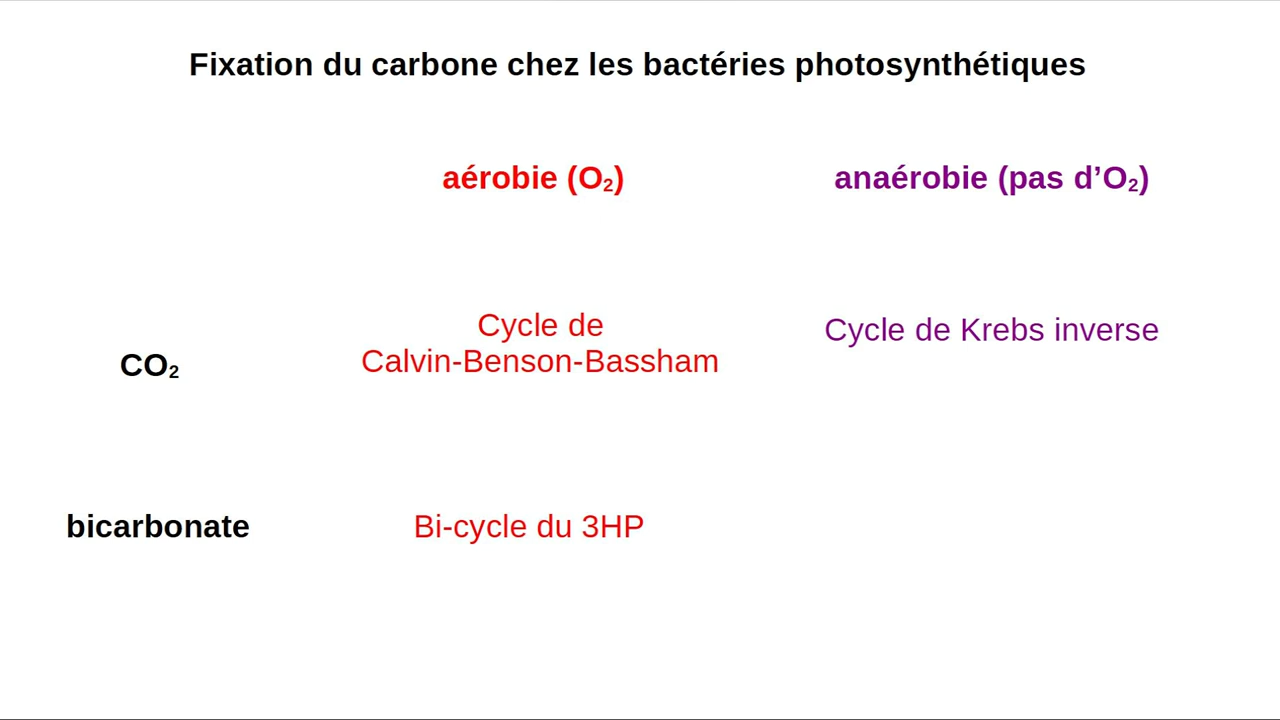 Fixation du carbone chez les bactéries photosynthétiques
aérobie (O₂)
anaérobie (pas d’O₂)
CO₂
Cycle de
Calvin-Benson-Bassham
Cycle de Krebs inverse
bicarbonate
Bi-cycle du 3HP